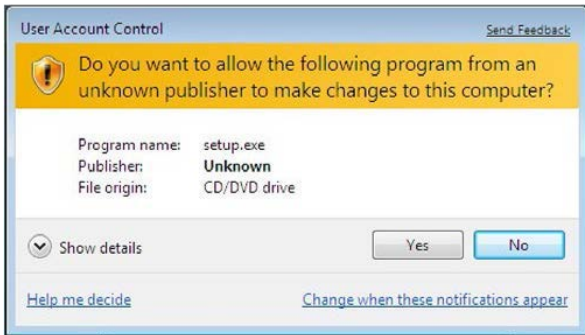 User Account Control
Send Feedback
Do you want to allow the following program from an
unknown publisher to make changes to this computer?
Program name: setup.exe
Publisher: Unknown
File origin: CD/DVD drive
Show details
Yes
No
Help me decide
Change when these notifications appear